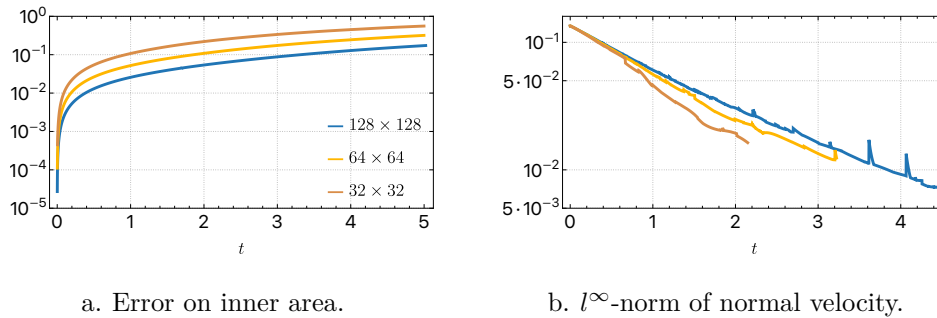 10⁰
10⁻¹
10⁻²
10⁻³
10⁻⁴
10⁻⁵
0 1 2 3 4 5
t
128 × 128
64 × 64
32 × 32
a. Error on inner area.
10⁻¹
5·10⁻²
10⁻²
5·10⁻³
0 1 2 3 4
t
b. l∞-norm of normal velocity.